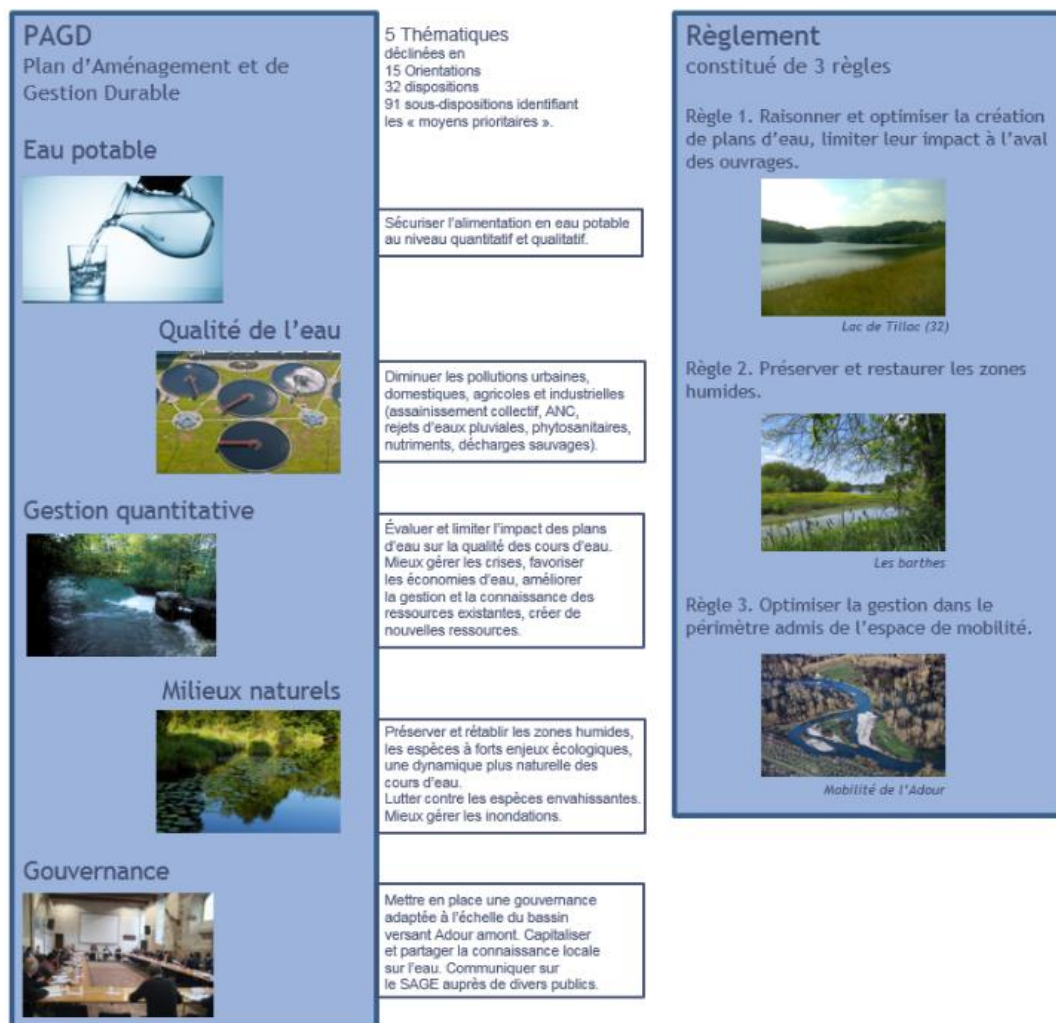 PAGD
Plan d'Aménagement et de
Gestion Durable
5 Thématiques
déclinées en
15 Orientations
32 dispositions
91 sous-dispositions identifiant
les « moyens prioritaires ».
Eau potable
Sécuriser l'alimentation en eau potable
au niveau quantitatif et qualitatif.
Qualité de l'eau
Diminuer les pollutions urbaines,
domestiques, agricoles et industrielles
(assainissement collectif, ANC,
rejets d'eaux pluviales, phytosanitaires,
nutriments, décharges sauvages).
Gestion quantitative
Évaluer et limiter l'impact des plans
d'eau sur la qualité des cours d'eau.
Mieux gérer les crises, favoriser
les économies d'eau, améliorer
la gestion et la connaissance des
ressources existantes, créer de
nouvelles ressources.
Milieux naturels
Préserver et rétablir les zones humides,
les espèces à forts enjeux écologiques,
une dynamique plus naturelle des
cours d'eau.
Lutter contre les espèces envahissantes.
Mieux gérer les inondations.
Gouvernance
Mettre en place une gouvernance
adaptée à l'échelle du bassin
versant Adour amont. Capitaliser
et partager la connaissance locale
sur l'eau. Communiquer sur
le SAGE auprès de divers publics.
Règlement
constitué de 3 règles
Règle 1. Raisonner et optimiser la création
de plans d'eau, limiter leur impact à l'aval
des ouvrages.
Lac de Tillac (32)
Règle 2. Préserver et restaurer les zones
humides.
Les barthes
Règle 3. Optimiser la gestion dans le
périmètre admis de l'espace de mobilité.
Mobilité de l'Adour